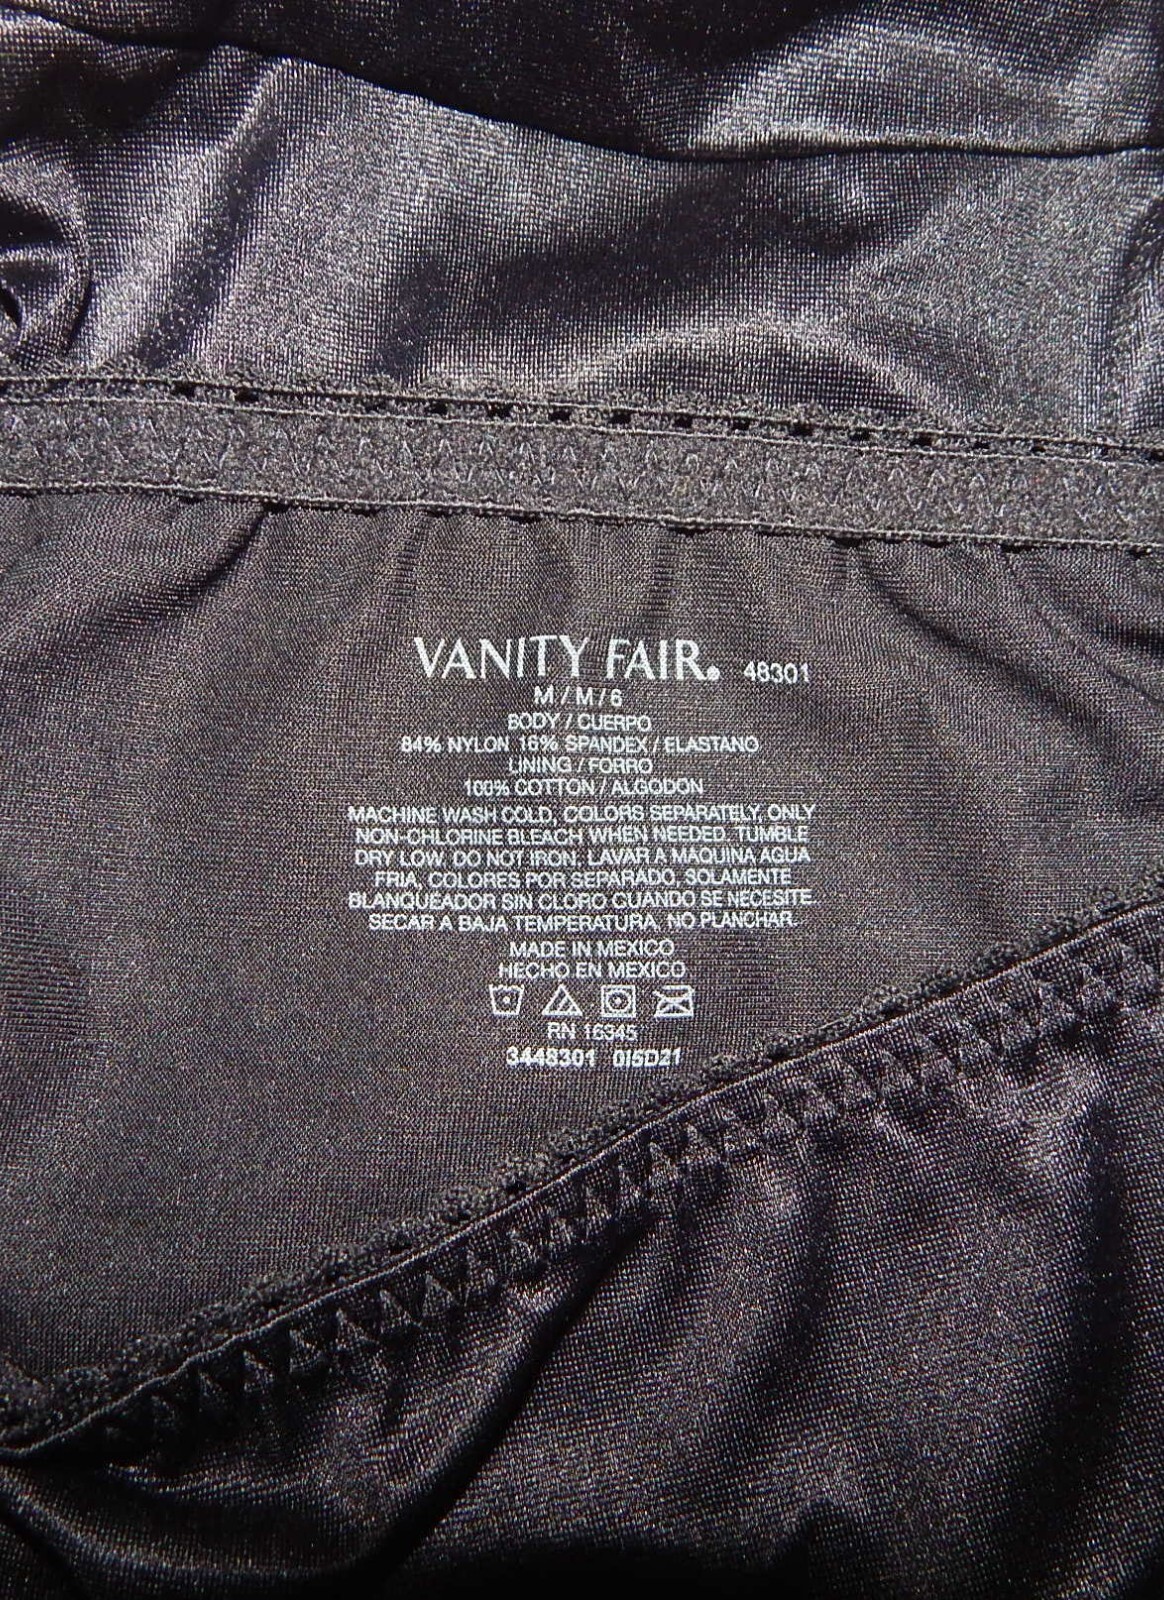 VANITY FAIR. 48301
M / M / 6
BODY / CUERPO
84% NYLON 16% SPANDEX / ELASTANO
LINING / FORRO
100% COTTON / ALGODON
MACHINE WASH COLD, COLORS SEPARATELY, ONLY
NON-CHLORINE BLEACH WHEN NEEDED. TUMBLE
DRY LOW. DO NOT IRON. LAVAR A MAQUINA AGUA
FRIA, COLORES POR SEPARADO, SOLAMENTE
BLANQUEADOR SIN CLORO CUANDO SE NECESITE.
SECAR A BAJA TEMPERATURA. NO PLANCHAR.
MADE IN MEXICO
HECHO EN MEXICO
RN 16345
3448301 0I5D21